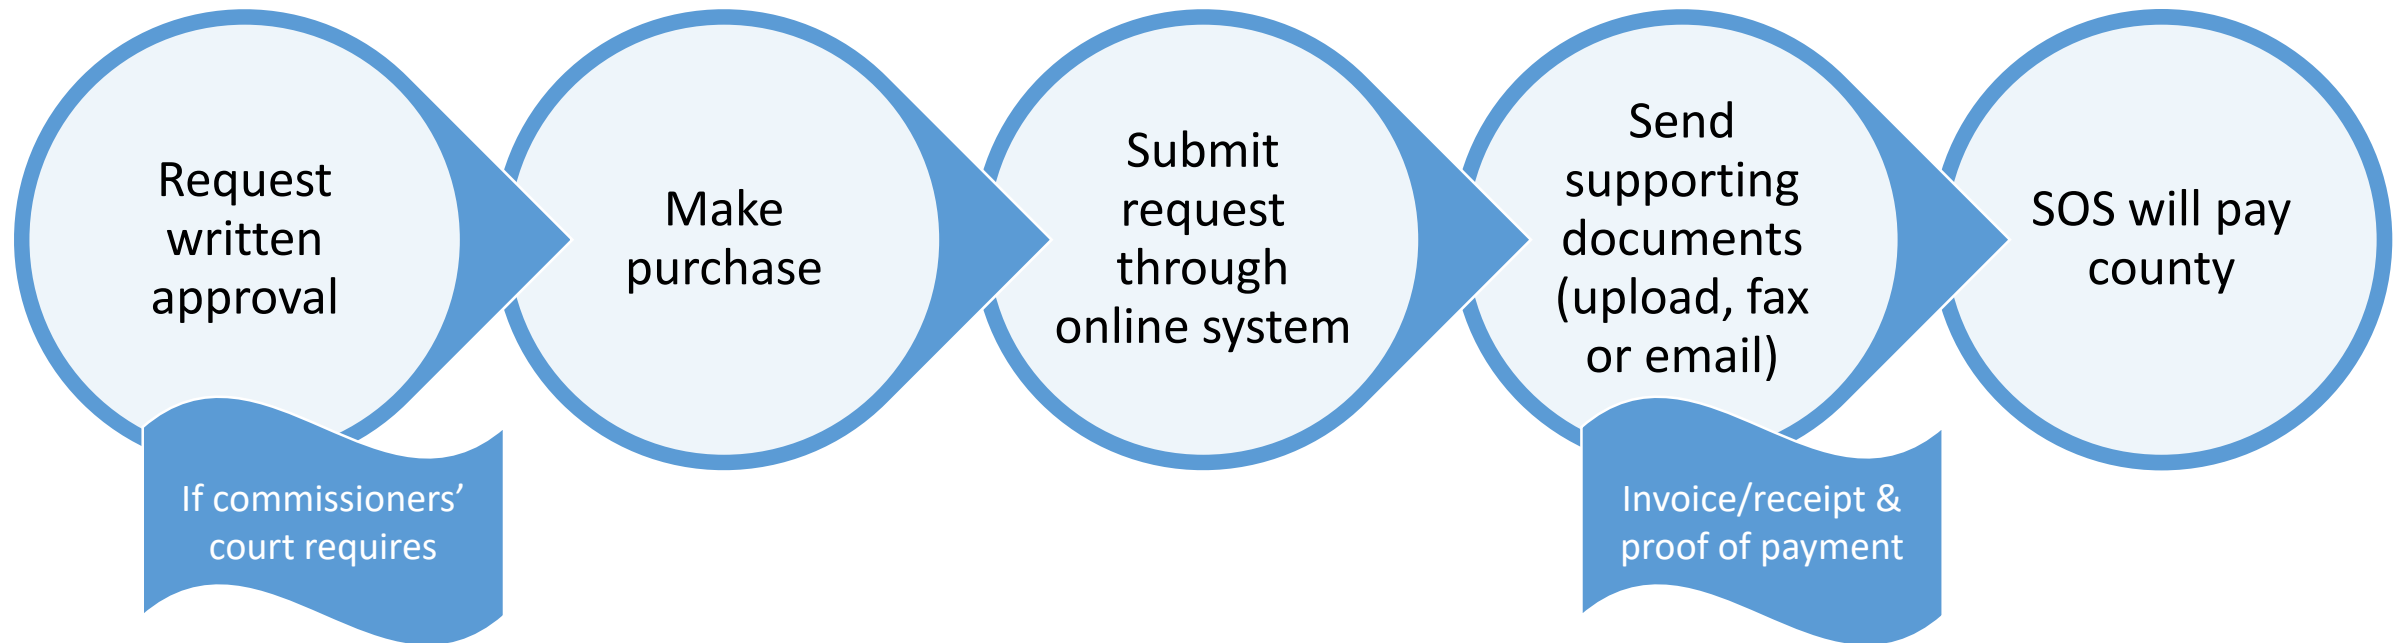 Request
written
approval
If commissioners’
court requires
Make
purchase
Submit
request
through
online system
Send
supporting
documents
(upload, fax
or email)
Invoice/receipt &
proof of payment
SOS will pay
county